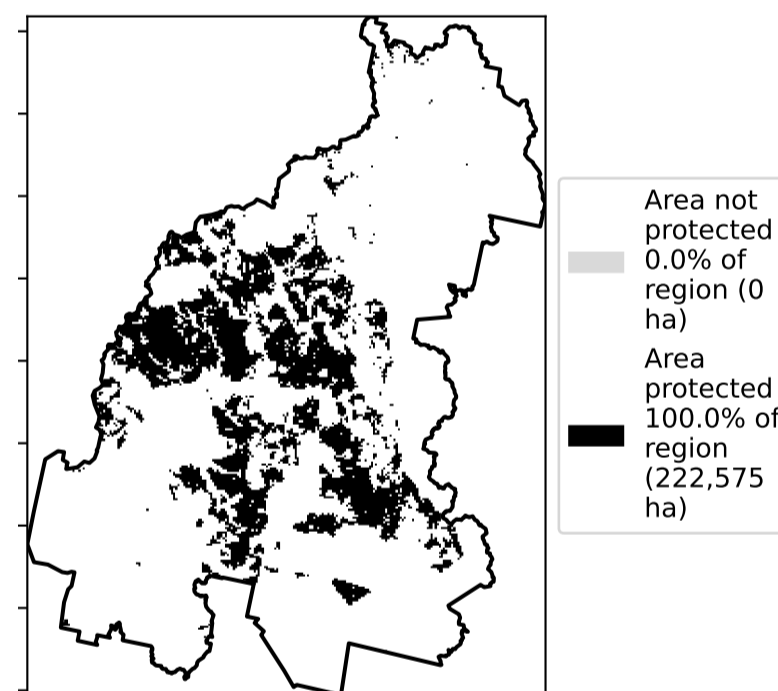 Area not
protected
0.0% of
region (0
ha)
Area
protected
100.0% of
region
(222,575
ha)